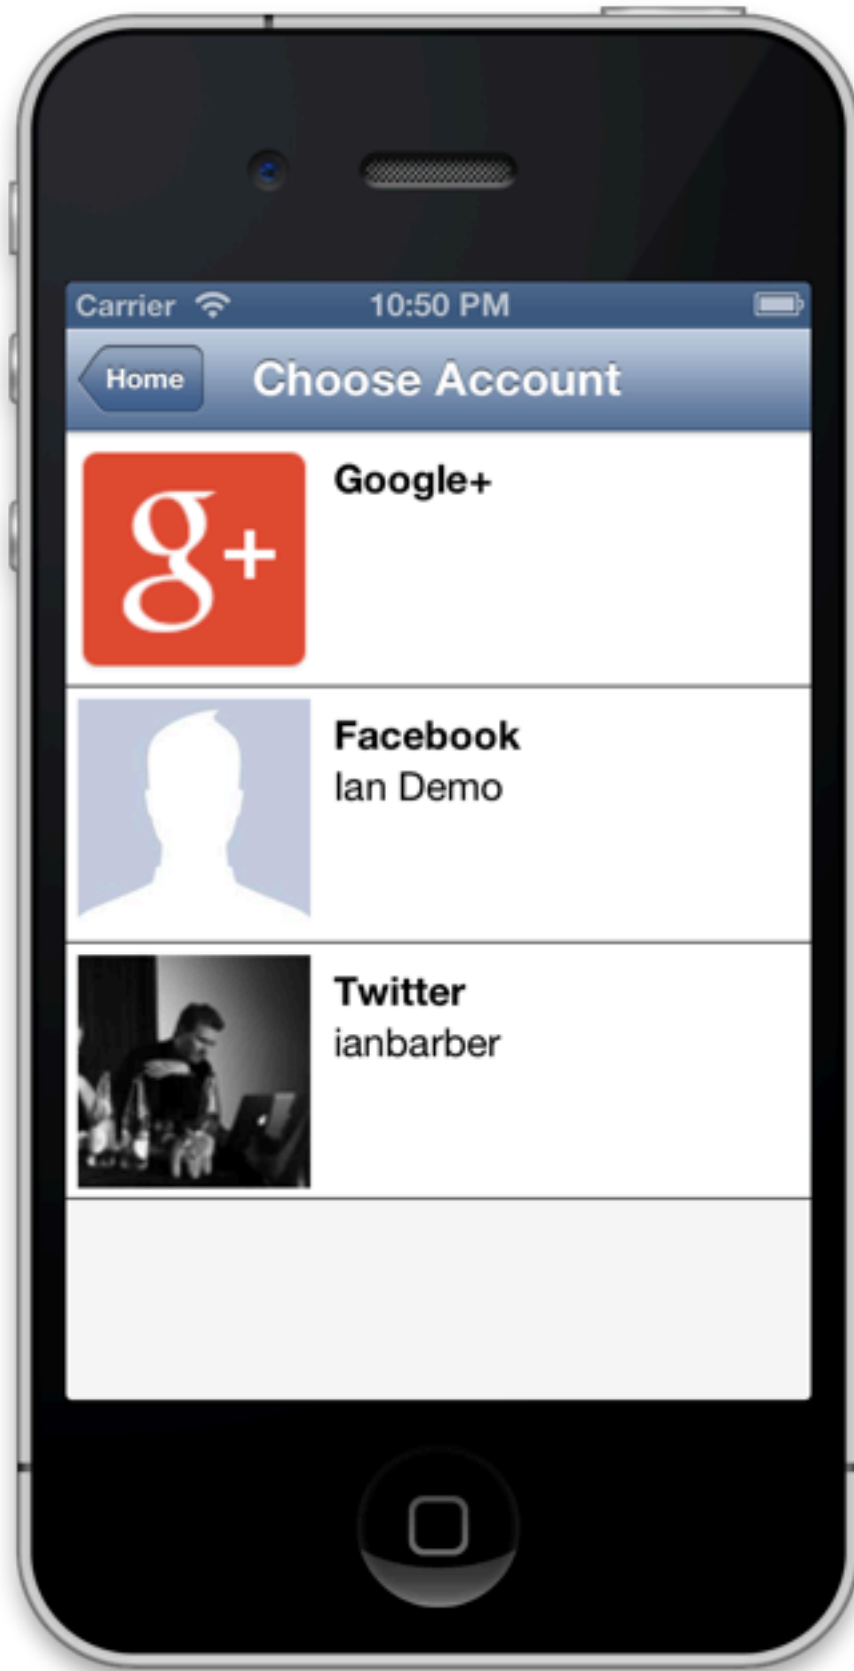 Carrier 10:50 PM
Home Choose Account
g+
Google+
Facebook
Ian Demo
Twitter
ianbarber